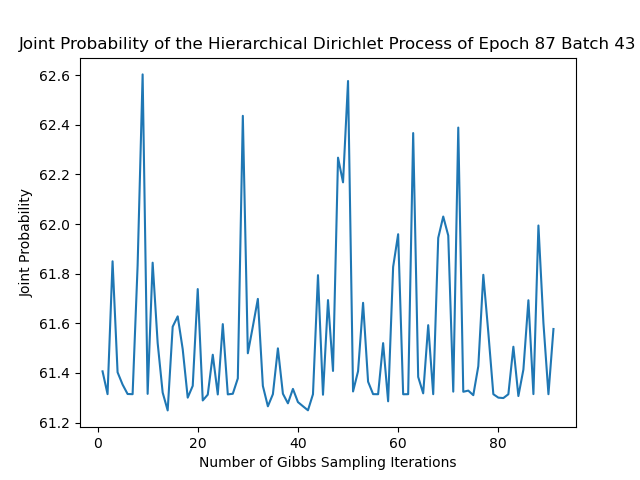 Joint Probability of the Hierarchical Dirichlet Process of Epoch 87 Batch 43
62.6
62.4
62.2
62.0
61.8
61.6
61.4
61.2
Joint Probability
0 20 40 60 80
Number of Gibbs Sampling Iterations